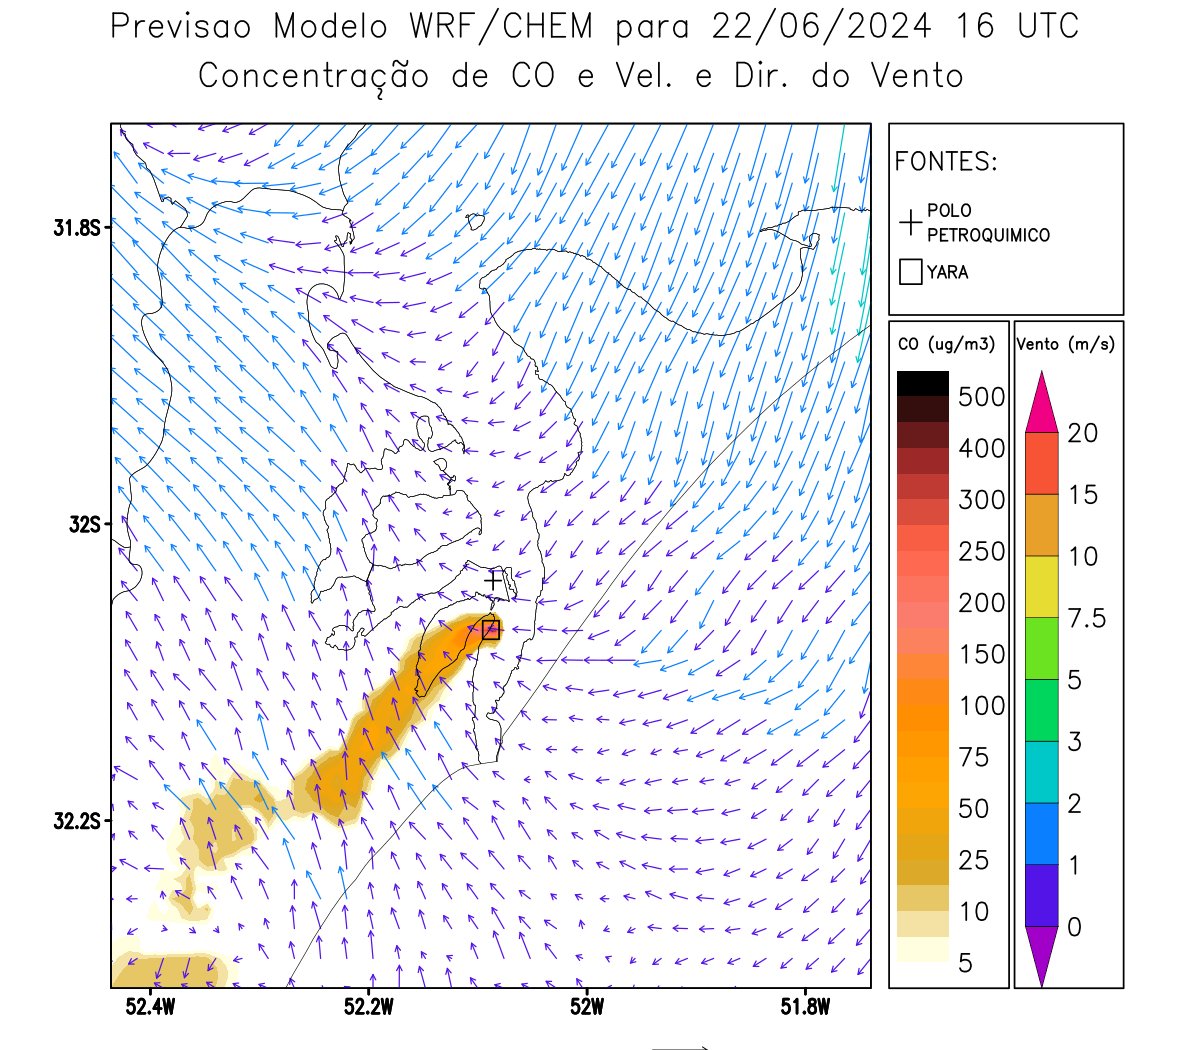 Previsao Modelo WRF/CHEM para 22/06/2024 16 UTC
Concentração de CO e Vel. e Dir. do Vento
FONTES:
POLO
PETROQUIMICO
YARA
CO (ug/m3)
500
400
300
250
200
150
100
75
50
25
10
5
Vento (m/s)
20
15
10
7.5
5
3
2
1
0
31.8S
32S
32.2S
52.4W
52.2W
52W
51.8W